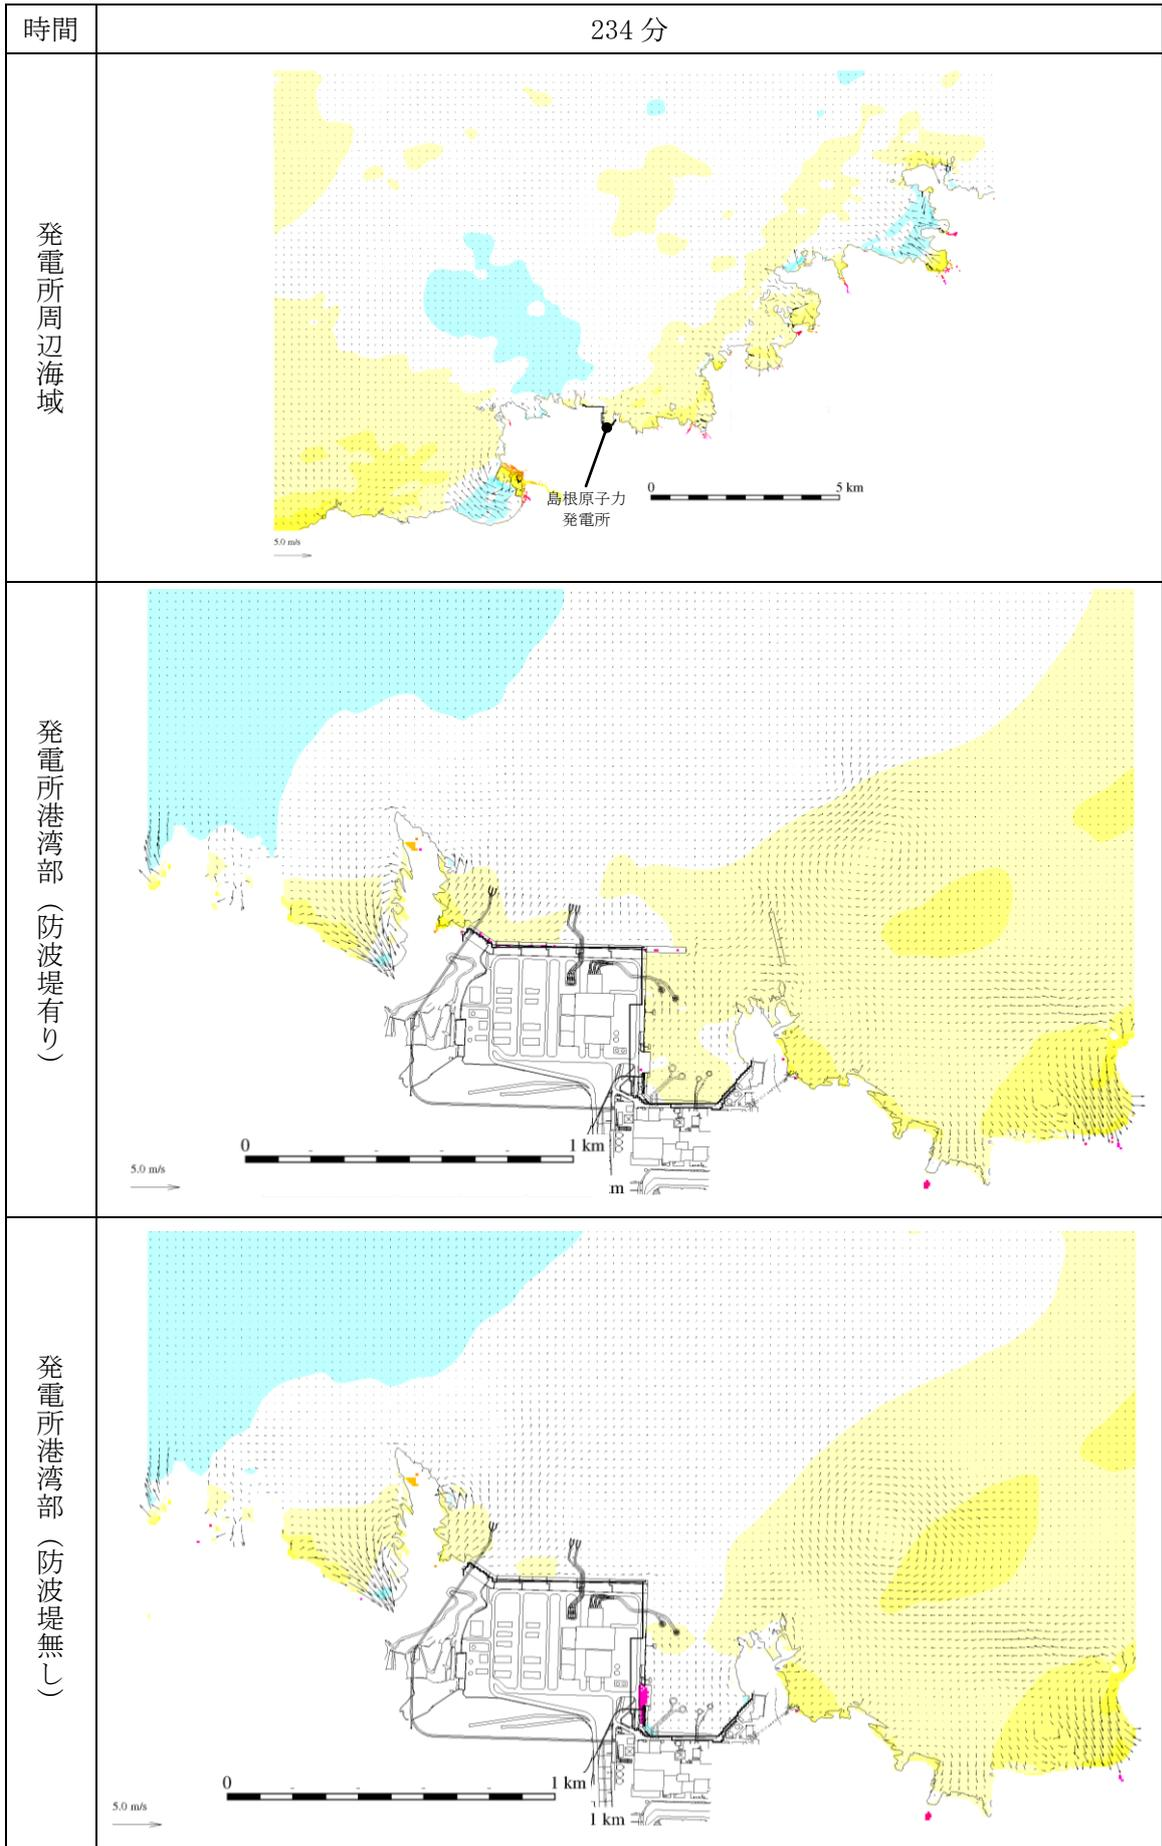 時間
234 分
発電所周辺海域
島根原子力
発電所
0
5 km
5.0 m/s
発電所港湾部（防波堤有り）
0
1 km
5.0 m/s
m
発電所港湾部（防波堤無し）
0
1 km
5.0 m/s
1 km